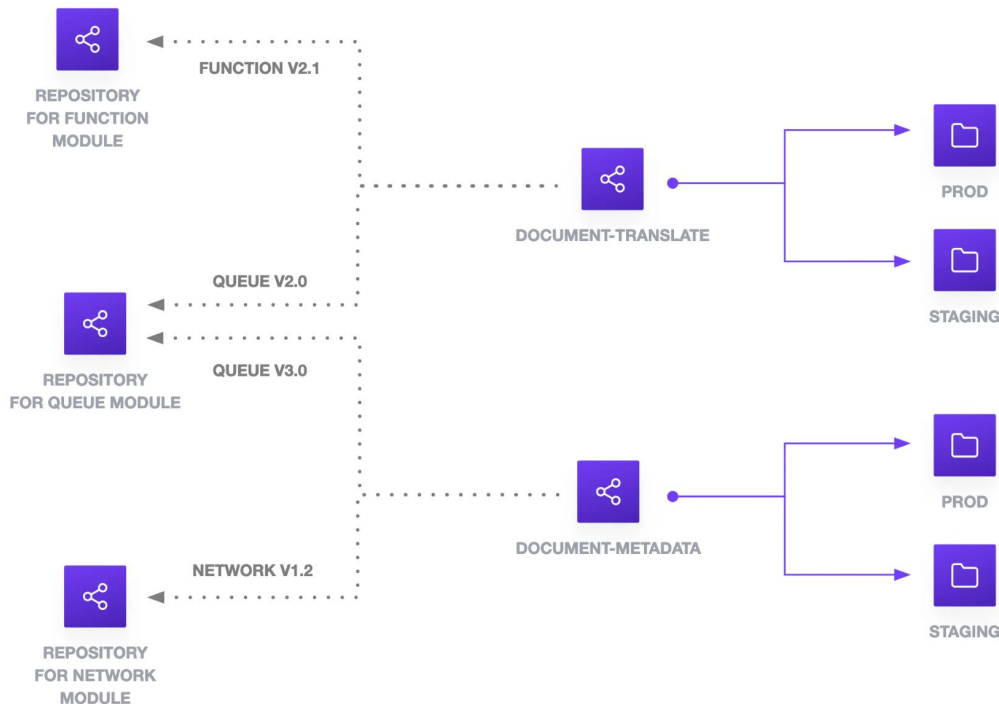 FUNCTION V2.1
REPOSITORY
FOR FUNCTION
MODULE
PROD
DOCUMENT-TRANSLATE
QUEUE V2.0
STAGING
QUEUE V3.0
REPOSITORY
FOR QUEUE MODULE
PROD
DOCUMENT-METADATA
NETWORK V1.2
STAGING
REPOSITORY
FOR NETWORK
MODULE